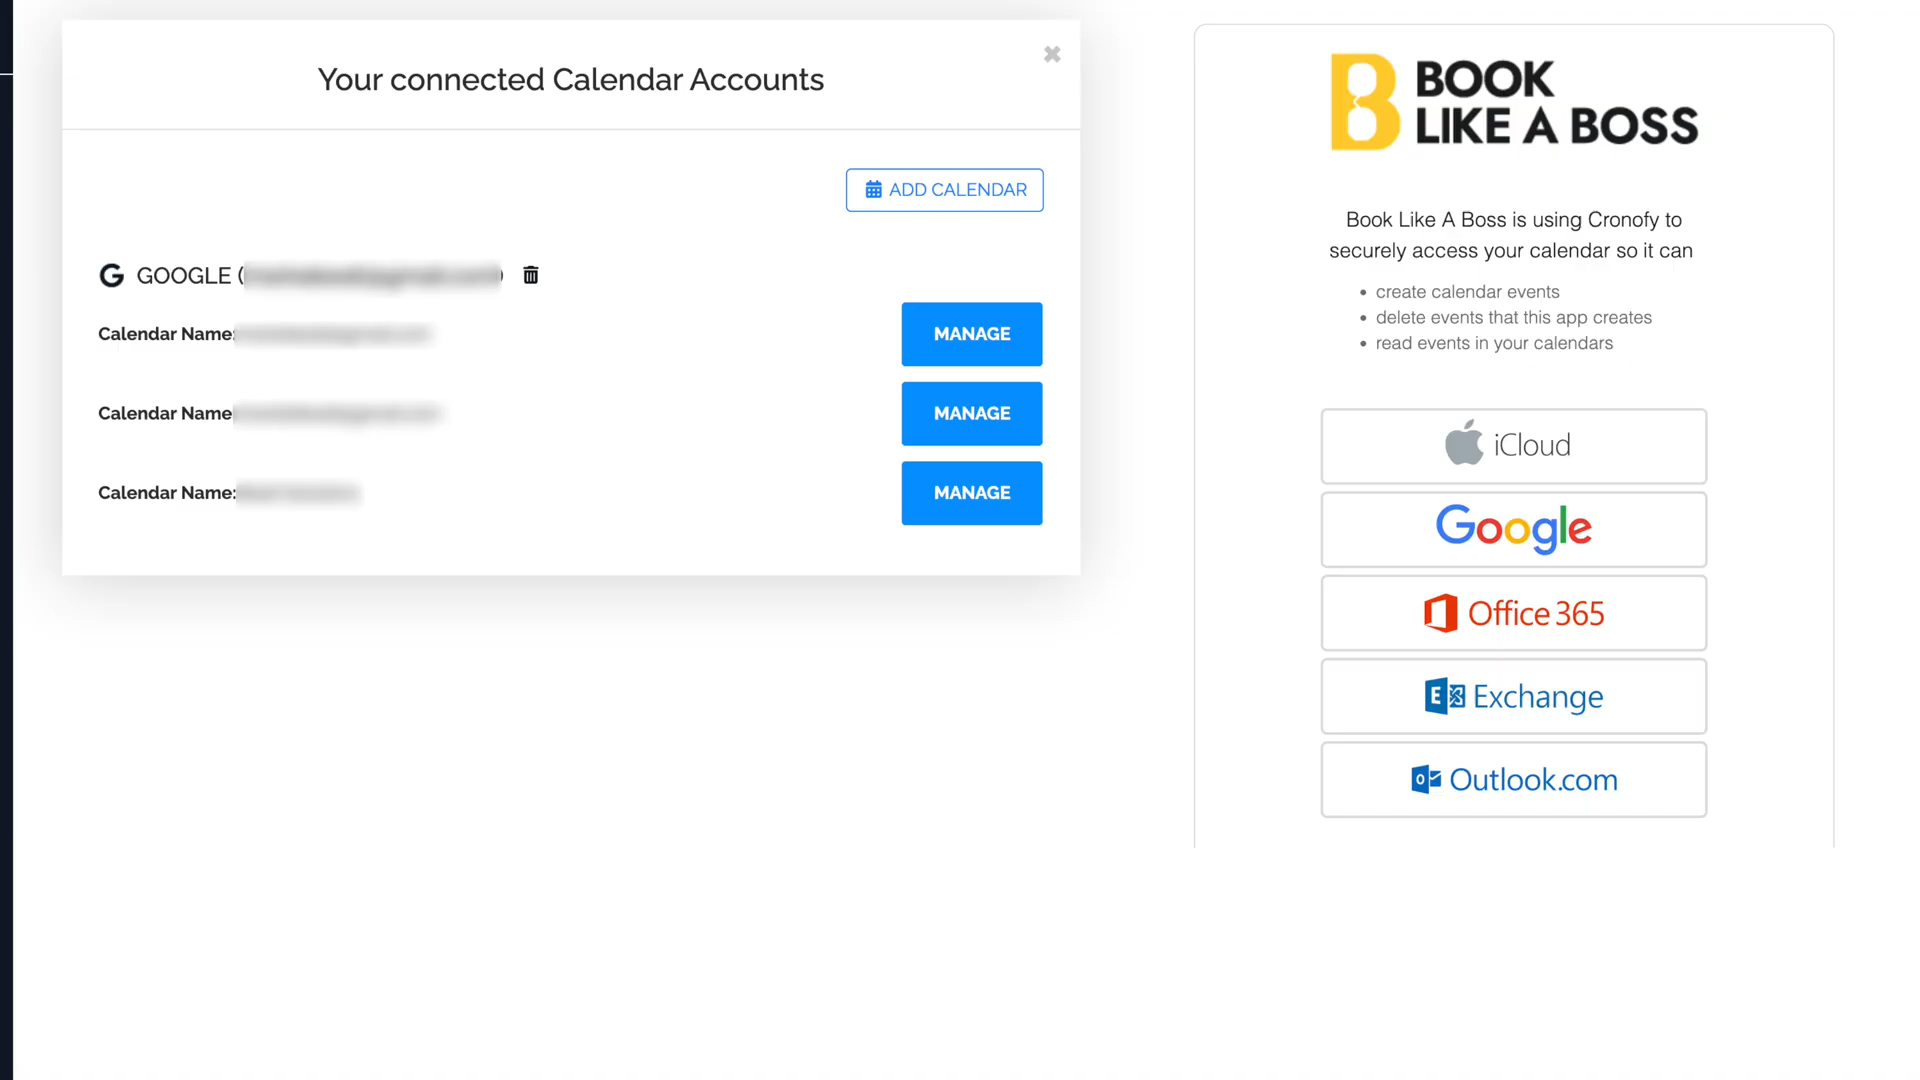 Your connected Calendar Accounts
ADD CALENDAR
GOOGLE (
Calendar Name:
MANAGE
Calendar Name
MANAGE
Calendar Name:
MANAGE
BOOK
LIKE A BOSS
Book Like A Boss is using Cronofy to
securely access your calendar so it can
create calendar events
delete events that this app creates
read events in your calendars
iCloud
Google
Office 365
Exchange
Outlook.com